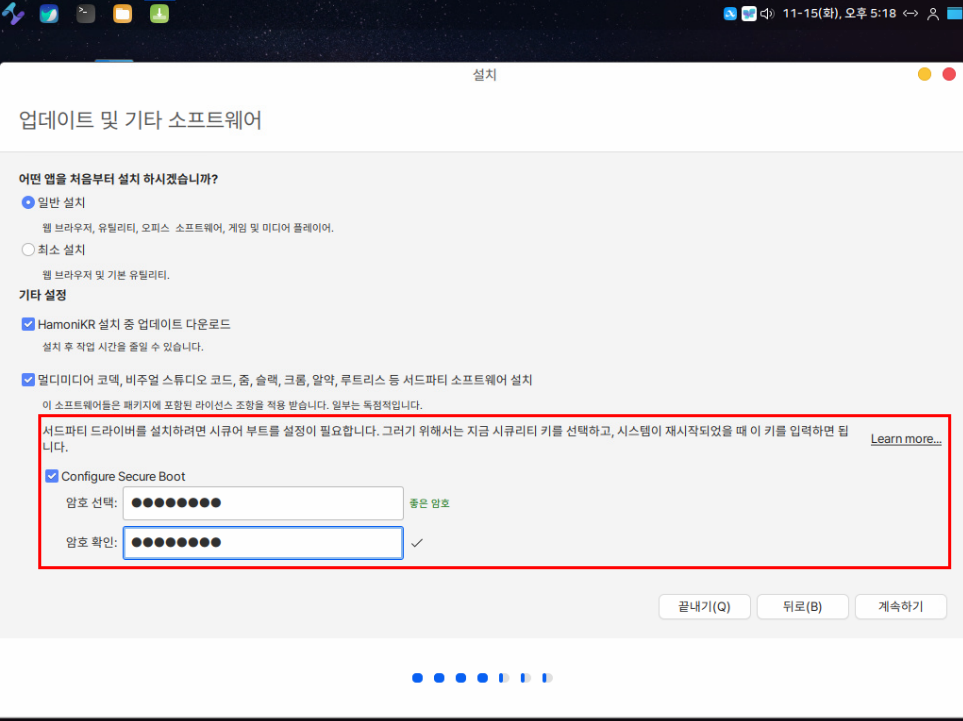 11-15(화), 오후 5:18
설치
업데이트 및 기타 소프트웨어
어떤 앱을 처음부터 설치 하시겠습니까?
일반 설치
웹 브라우저, 유틸리티, 오피스 소프트웨어, 게임 및 미디어 플레이어.
최소 설치
웹 브라우저 및 기본 유틸리티.
기타 설정
HamoniKR 설치 중 업데이트 다운로드
설치 후 작업 시간을 줄일 수 있습니다.
멀디미디어 코덱, 비주얼 스튜디오 코드, 줌, 슬랙, 크롬, 알약, 루트리스 등 서드파티 소프트웨어 설치
이 소프트웨어들은 패키지에 포함된 라이선스 조항을 적용 받습니다. 일부는 독점적입니다.
서드파티 드라이버를 설치하려면 시큐어 부트를 설정이 필요합니다. 그러기 위해서는 지금 시큐리티 키를 선택하고, 시스템이 재시작되었을 때 이 키를 입력하면 됩
니다.
Learn more...
Configure Secure Boot
암호 선택: ●●●●●●●● 좋은 암호
암호 확인: ●●●●●●●●
끝내기(Q) 뒤로(B) 계속하기